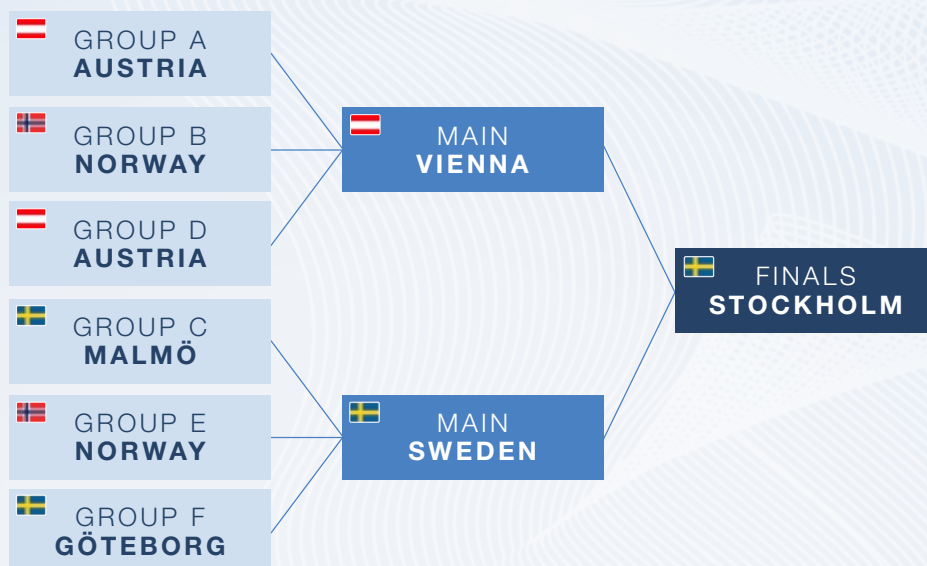 GROUP A
AUSTRIA
GROUP B
NORWAY
GROUP D
AUSTRIA
GROUP C
MALMÖ
GROUP E
NORWAY
GROUP F
GÖTEBORG
MAIN
VIENNA
MAIN
SWEDEN
FINALS
STOCKHOLM